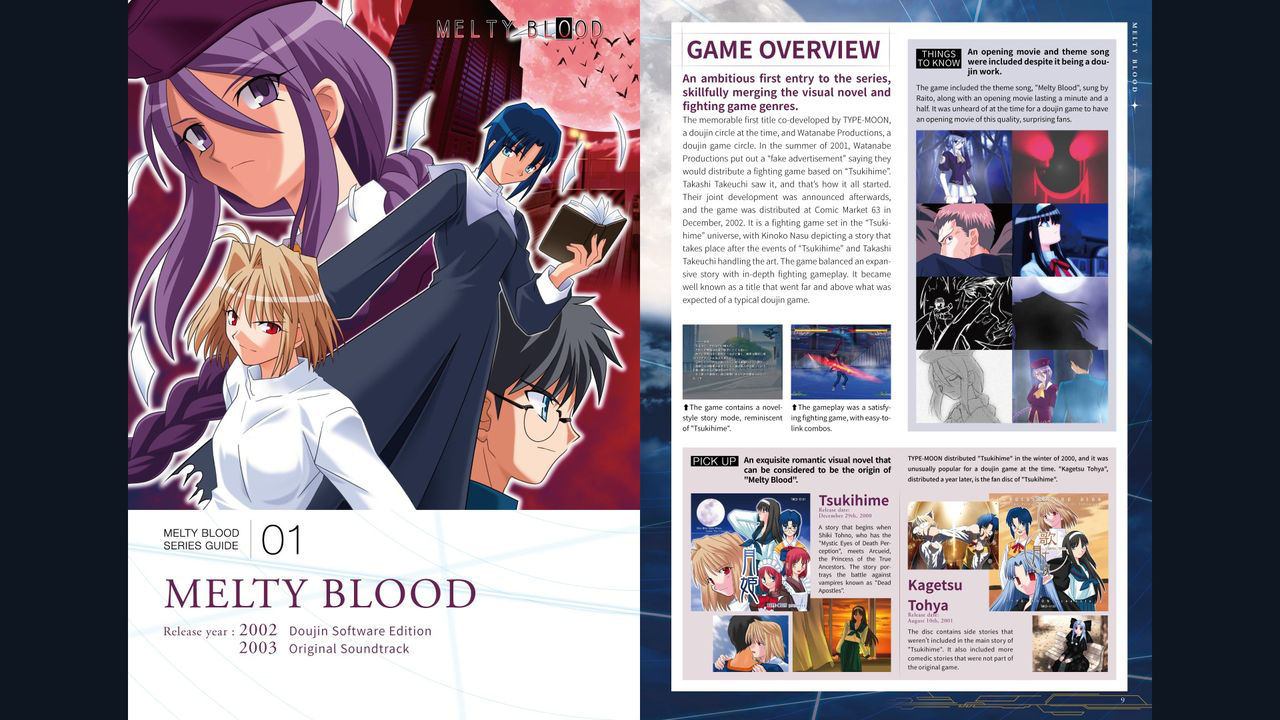 MELTY BLOOD
MELTY BLOOD
SERIES GUIDE
01
MELTY BLOOD
Release year : 2002 Doujin Software Edition
2003 Original Soundtrack
GAME OVERVIEW
An ambitious first entry to the series,
skillfully merging the visual novel and
fighting game genres.
The memorable first title co-developed by TYPE-MOON,
a doujin circle at the time, and Watanabe Productions, a
doujin game circle. In the summer of 2001, Watanabe
Productions put out a "fake advertisement" saying they
would distribute a fighting game based on "Tsukihime".
Takashi Takeuchi saw it, and that's how it all started.
Their joint development was announced afterwards,
and the game was distributed at Comic Market 63 in
December, 2002. It is a fighting game set in the "Tsuki-
hime" universe, with Kinoko Nasu depicting a story that
takes place after the events of "Tsukihime" and Takashi
Takeuchi handling the art. The game balanced an expan-
sive story with in-depth fighting gameplay. It became
well known as a title that went far and above what was
expected of a typical doujin game.
⬆The game contains a novel-
style story mode, reminiscent
of "Tsukihime".
⬆The gameplay was a satisfy-
ing fighting game, with easy-to-
link combos.
THINGS
TO KNOW
An opening movie and theme song
were included despite it being a dou-
jin work.
The game included the theme song, "Melty Blood", sung by
Raito, along with an opening movie lasting a minute and a
half. It was unheard of at the time for a doujin game to have
an opening movie of this quality, surprising fans.
MELTY BLOOD
PICK UP
An exquisite romantic visual novel that
can be considered to be the origin of
"Melty Blood".
月姫
Tsukihime
Release date:
December 29th, 2000
A story that begins when
Shiki Tohno, who has the
"Mystic Eyes of Death Per-
ception", meets Arcueid,
the Princess of the True
Ancestors. The story por-
trays the battle against
vampires known as "Dead
Apostles".
TYPE-MOON distributed "Tsukihime" in the winter of 2000, and it was
unusually popular for a doujin game at the time. "Kagetsu Tohya",
distributed a year later, is the fan disc of "Tsukihime".
Kagetsu
Tohya
Release date:
August 10th, 2001
The disc contains side stories that
weren't included in the main story of
"Tsukihime". It also included more
comedic stories that were not part of
the original game.
9